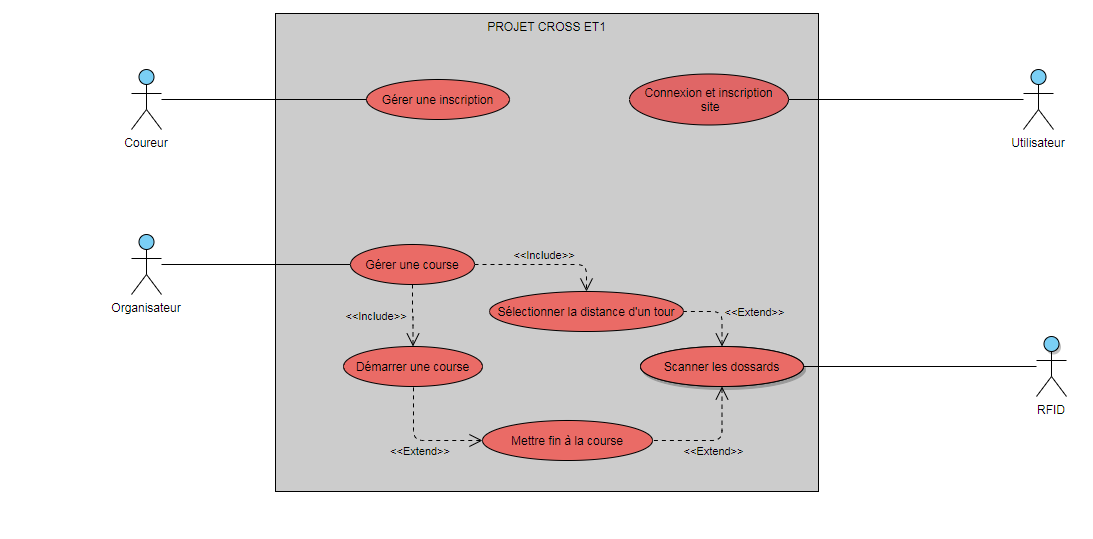 PROJET CROSS ET1
Gérer une inscription
Connexion et inscription
site
Coureur
Utilisateur
<<Include>>
Gérer une course
Organisateur
Sélectionner la distance d'un tour
<<Include>>
<<Extend>>
Démarrer une course
Scanner les dossards
RFID
Mettre fin à la course
<<Extend>>
<<Extend>>